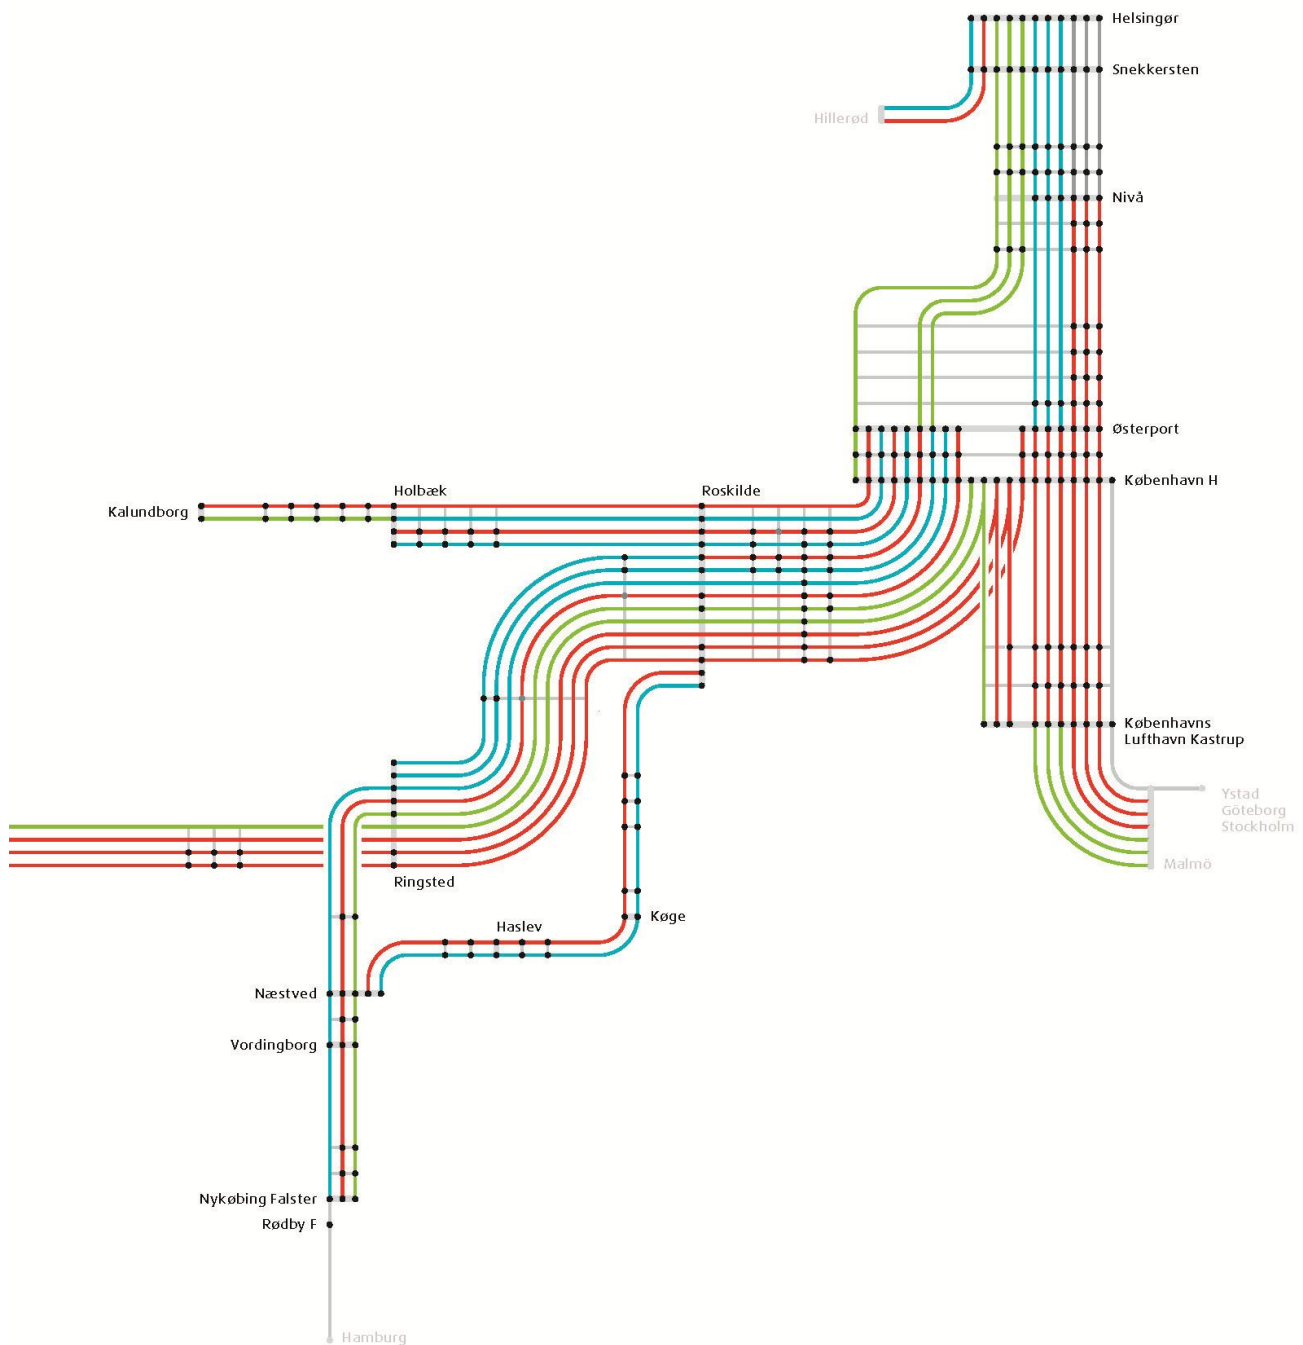 Helsingør
Snekkersten
Hillerød
Nivå
Østerport
København H
Holbæk
Roskilde
Kalundborg
Københavns
Lufthavn Kastrup
Ystad
Göteborg
Stockholm
Malmö
Ringsted
Køge
Haslev
Næstved
Vordingborg
Nykøbing Falster
Rødby F
Hamburg